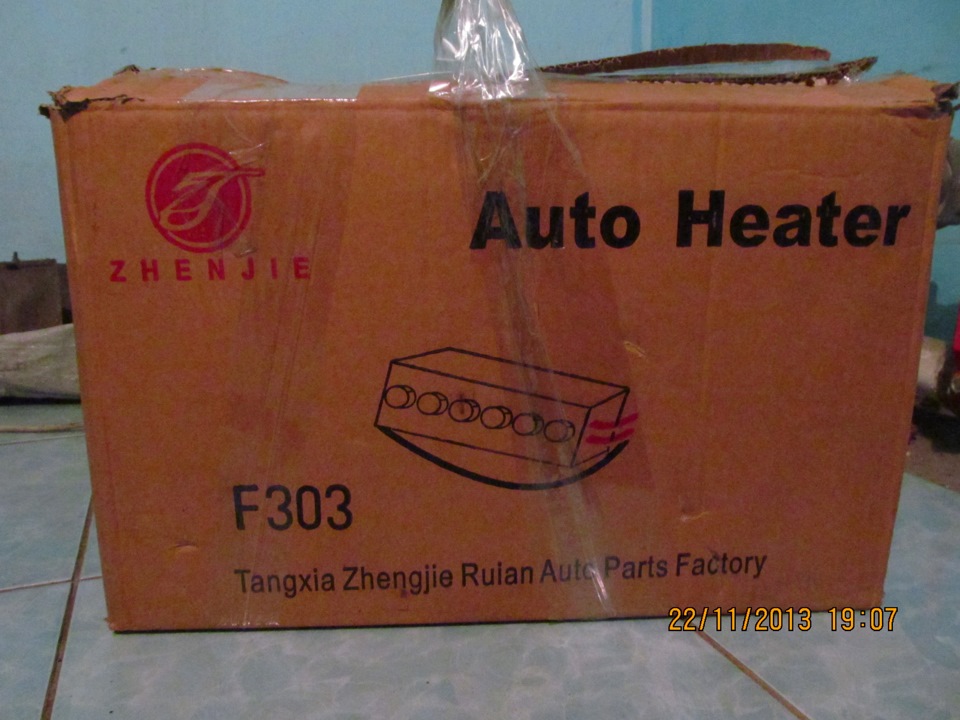 ZHENJIE
Auto Heater
F303
Tangxia Zhengjie Ruian Auto Parts Factory
22/11/2013 19:07